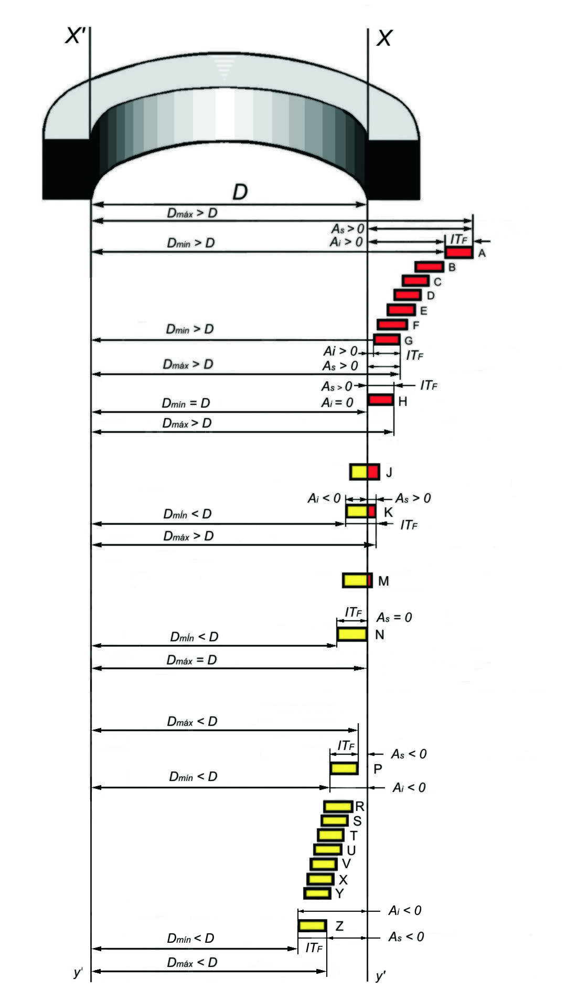 X' X
D
Dmáx > D
As > 0
Dmin > D Ai > 0 ITF
A
B
C
D
E
F
Dmin > D
G
Ai > 0 ITF
Dmáx > D As > 0
As > 0 ITF
Dmín = D Ai = 0 H
Dmáx > D
J
Ai < 0 As > 0
Dmín < D K
ITF
Dmáx > D
M
ITF As = 0
Dmín < D N
Dmáx = D
Dmáx < D
ITF As < 0
P
Dmín < D
Ai < 0
R
S
T
U
V
X
Y
Ai < 0
Z
Dmín < D As < 0
ITF
Dmáx < D
y' y'